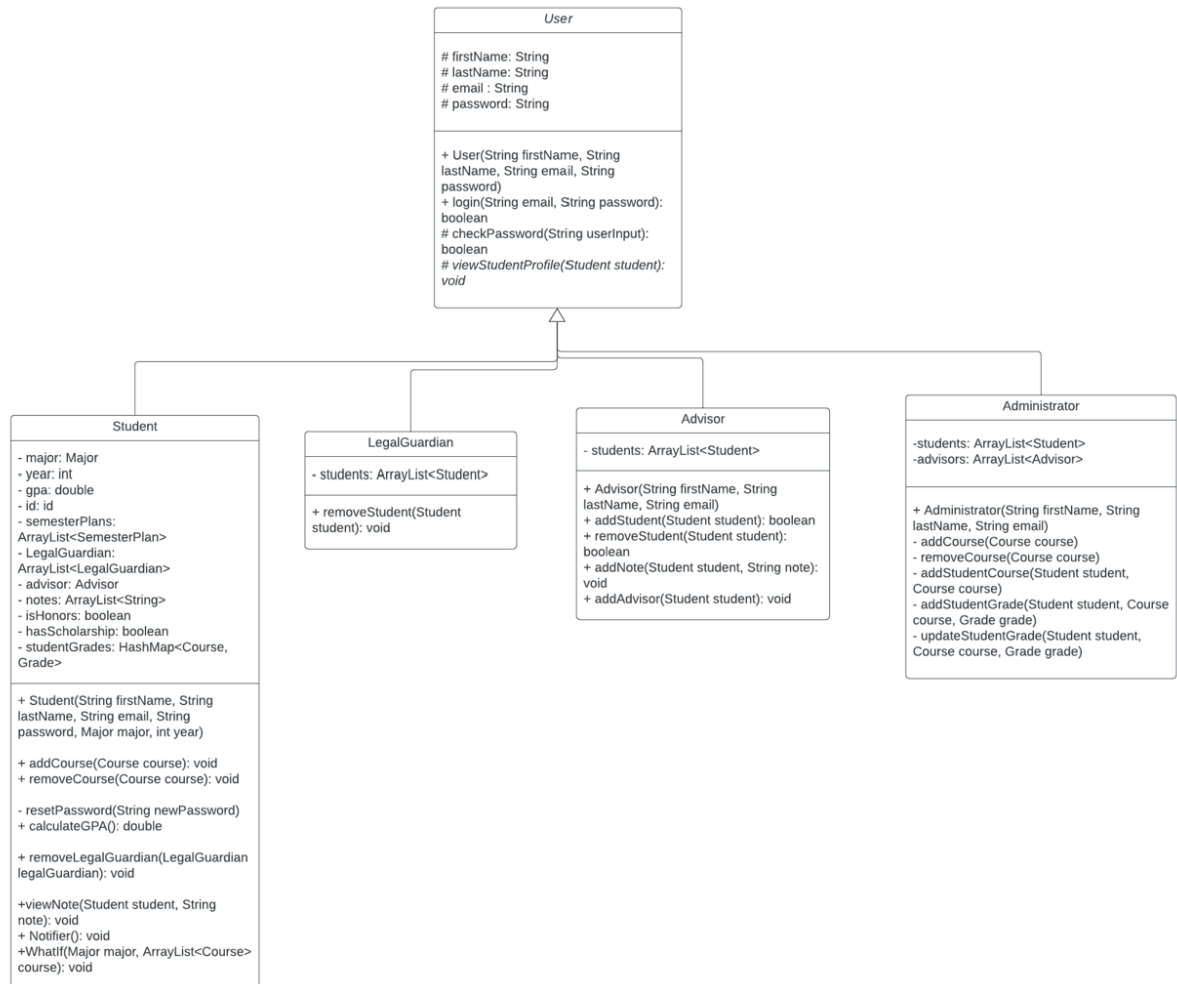 User
# firstName: String
# lastName: String
# email : String
# password: String
+ User(String firstName, String
lastName, String email, String
password)
+ login(String email, String password):
boolean
# checkPassword(String userInput):
boolean
# viewStudentProfile(Student student):
void
Student
- major: Major
- year: int
- gpa: double
- id: id
- semesterPlans:
ArrayList<SemesterPlan>
- LegalGuardian:
ArrayList<LegalGuardian>
- advisor: Advisor
- notes: ArrayList<String>
- isHonors: boolean
- hasScholarship: boolean
- studentGrades: HashMap<Course,
Grade>
+ Student(String firstName, String
lastName, String email, String
password, Major major, int year)
+ addCourse(Course course): void
+ removeCourse(Course course): void
- resetPassword(String newPassword)
+ calculateGPA(): double
+ removeLegalGuardian(LegalGuardian
legalGuardian): void
+viewNote(Student student, String
note): void
+ Notifier(): void
+WhatIf(Major major, ArrayList<Course>
course): void
LegalGuardian
- students: ArrayList<Student>
+ removeStudent(Student
student): void
Advisor
- students: ArrayList<Student>
+ Advisor(String firstName, String
lastName, String email)
+ addStudent(Student student): boolean
+ removeStudent(Student student):
boolean
+ addNote(Student student, String note):
void
+ addAdvisor(Student student): void
Administrator
-students: ArrayList<Student>
-advisors: ArrayList<Advisor>
+ Administrator(String firstName, String
lastName, String email)
- addCourse(Course course)
- removeCourse(Course course)
- addStudentCourse(Student student,
Course course)
- addStudentGrade(Student student, Course
course, Grade grade)
- updateStudentGrade(Student student,
Course course, Grade grade)